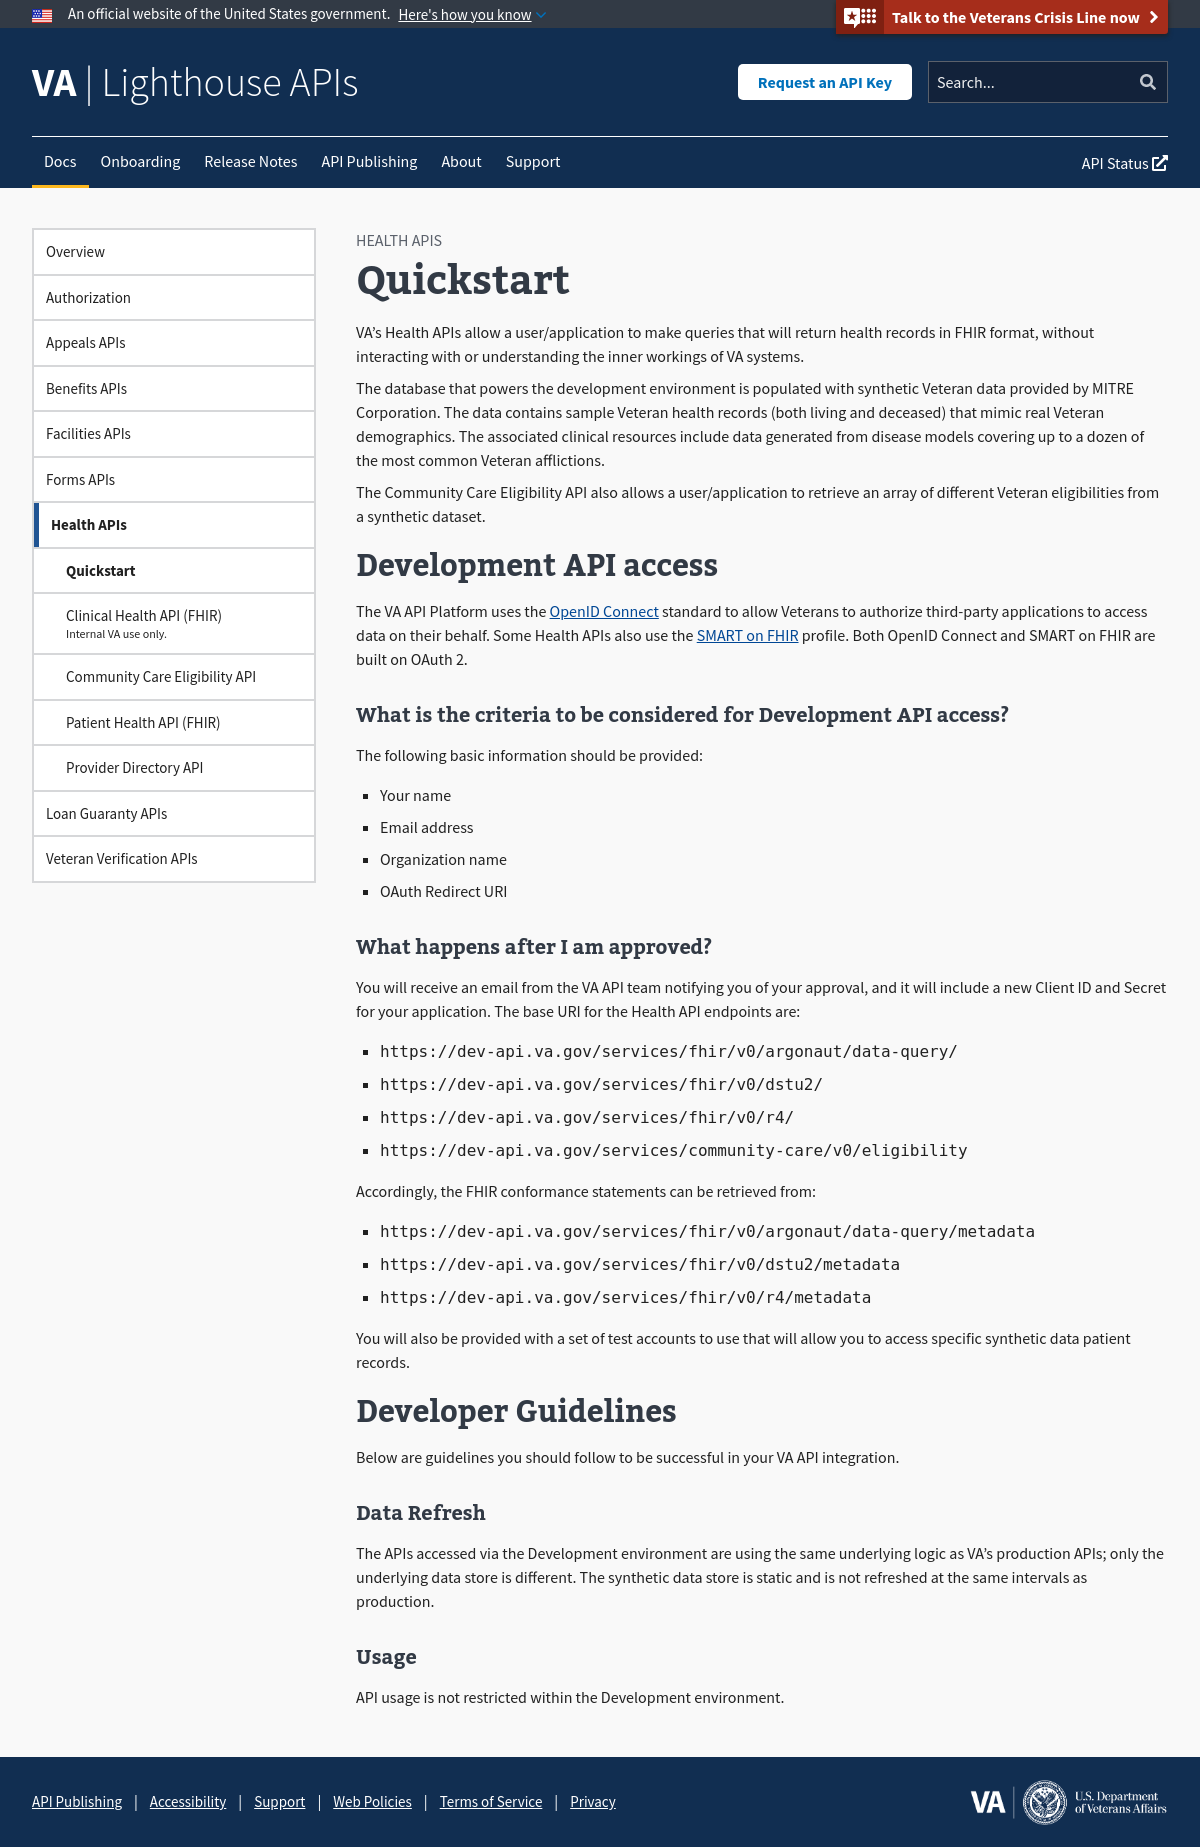 An official website of the United States government. Here's how you know
Talk to the Veterans Crisis Line now
VA | Lighthouse APIs
Request an API Key
Search...
Docs Onboarding Release Notes API Publishing About Support
API Status
Overview
Authorization
Appeals APIs
Benefits APIs
Facilities APIs
Forms APIs
Health APIs
Quickstart
Clinical Health API (FHIR)
Internal VA use only.
Community Care Eligibility API
Patient Health API (FHIR)
Provider Directory API
Loan Guaranty APIs
Veteran Verification APIs
HEALTH APIS
Quickstart
VA’s Health APIs allow a user/application to make queries that will return health records in FHIR format, without
interacting with or understanding the inner workings of VA systems.
The database that powers the development environment is populated with synthetic Veteran data provided by MITRE
Corporation. The data contains sample Veteran health records (both living and deceased) that mimic real Veteran
demographics. The associated clinical resources include data generated from disease models covering up to a dozen of
the most common Veteran afflictions.
The Community Care Eligibility API also allows a user/application to retrieve an array of different Veteran eligibilities from
a synthetic dataset.
Development API access
The VA API Platform uses the OpenID Connect standard to allow Veterans to authorize third-party applications to access
data on their behalf. Some Health APIs also use the SMART on FHIR profile. Both OpenID Connect and SMART on FHIR are
built on OAuth 2.
What is the criteria to be considered for Development API access?
The following basic information should be provided:
▪ Your name
▪ Email address
▪ Organization name
▪ OAuth Redirect URI
What happens after I am approved?
You will receive an email from the VA API team notifying you of your approval, and it will include a new Client ID and Secret
for your application. The base URI for the Health API endpoints are:
▪ https://dev-api.va.gov/services/fhir/v0/argonaut/data-query/
▪ https://dev-api.va.gov/services/fhir/v0/dstu2/
▪ https://dev-api.va.gov/services/fhir/v0/r4/
▪ https://dev-api.va.gov/services/community-care/v0/eligibility
Accordingly, the FHIR conformance statements can be retrieved from:
▪ https://dev-api.va.gov/services/fhir/v0/argonaut/data-query/metadata
▪ https://dev-api.va.gov/services/fhir/v0/dstu2/metadata
▪ https://dev-api.va.gov/services/fhir/v0/r4/metadata
You will also be provided with a set of test accounts to use that will allow you to access specific synthetic data patient
records.
Developer Guidelines
Below are guidelines you should follow to be successful in your VA API integration.
Data Refresh
The APIs accessed via the Development environment are using the same underlying logic as VA’s production APIs; only the
underlying data store is different. The synthetic data store is static and is not refreshed at the same intervals as
production.
Usage
API usage is not restricted within the Development environment.
API Publishing | Accessibility | Support | Web Policies | Terms of Service | Privacy
VA
U.S. Department
of Veterans Affairs